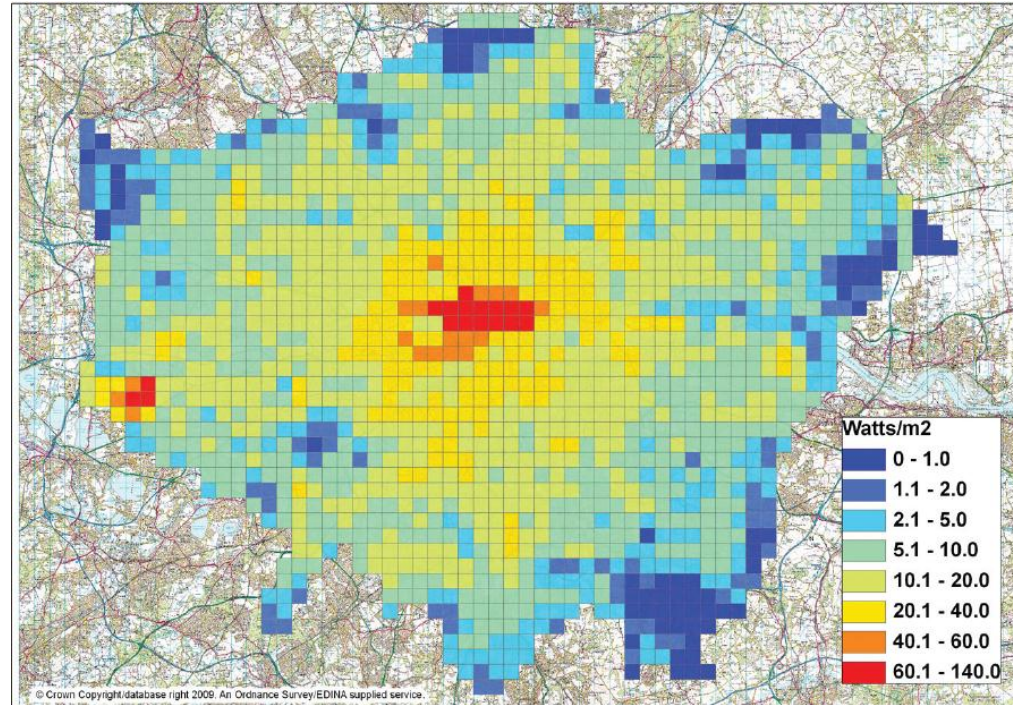 Watts/m2
0 - 1.0
1.1 - 2.0
2.1 - 5.0
5.1 - 10.0
10.1 - 20.0
20.1 - 40.0
40.1 - 60.0
60.1 - 140.0
© Crown Copyright/database right 2009. An Ordnance Survey/EDINA supplied service.